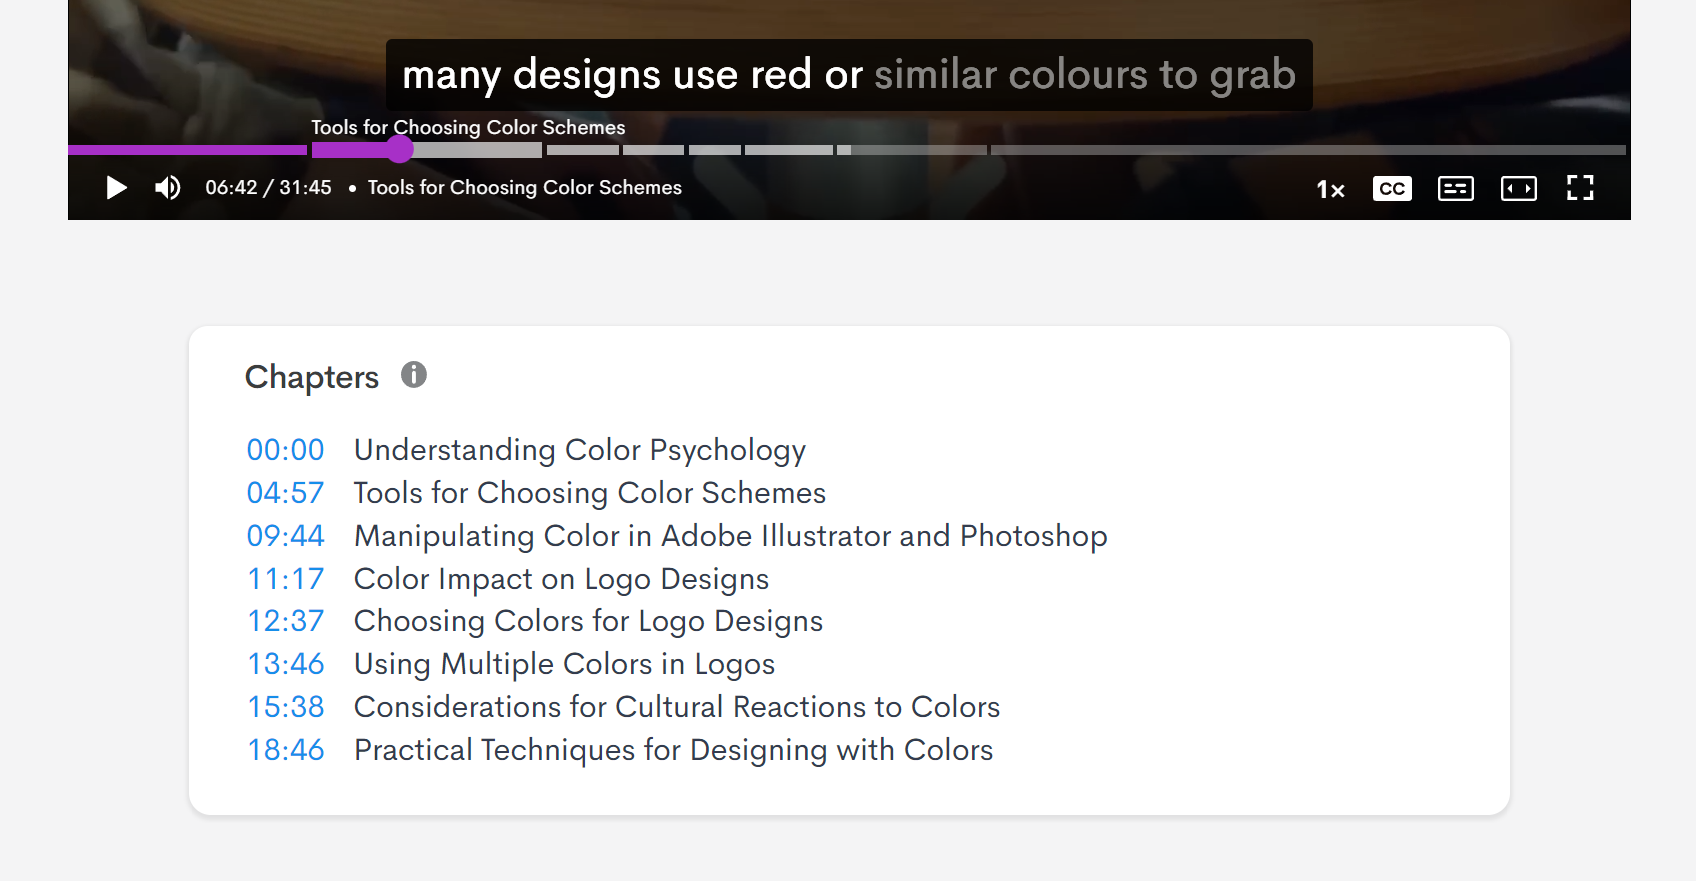 many designs use red or similar colours to grab
Tools for Choosing Color Schemes
06:42 / 31:45 • Tools for Choosing Color Schemes
1x CC
Chapters
00:00 Understanding Color Psychology
04:57 Tools for Choosing Color Schemes
09:44 Manipulating Color in Adobe Illustrator and Photoshop
11:17 Color Impact on Logo Designs
12:37 Choosing Colors for Logo Designs
13:46 Using Multiple Colors in Logos
15:38 Considerations for Cultural Reactions to Colors
18:46 Practical Techniques for Designing with Colors